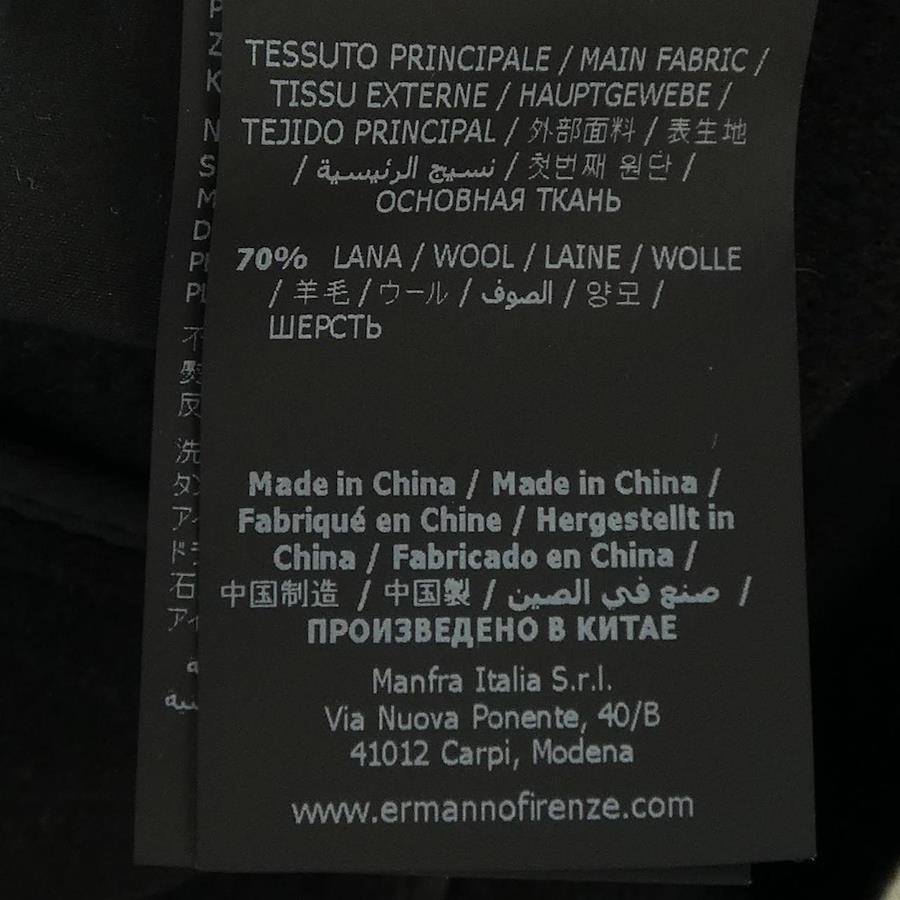 TESSUTO PRINCIPALE / MAIN FABRIC /
TISSU EXTERNE / HAUPTGEWEBE /
TEJIDO PRINCIPAL / 外部面料 / 表生地
/ نسيج الرئيسية / 첫번째 원단 /
ОСНОВНАЯ ТКАНЬ
70% LANA / WOOL / LAINE / WOLLE
/ 羊毛 / ウール / الصوف / 양모 /
ШЕРСТЬ
Made in China / Made in China /
Fabriqué en Chine / Hergestellt in
China / Fabricado en China /
中国制造 / 中国製 / صنع في الصين /
ПРОИЗВЕДЕНО В КИТАЕ
Manfra Italia S.r.l.
Via Nuova Ponente, 40/B
41012 Carpi, Modena
www.ermannofirenze.com